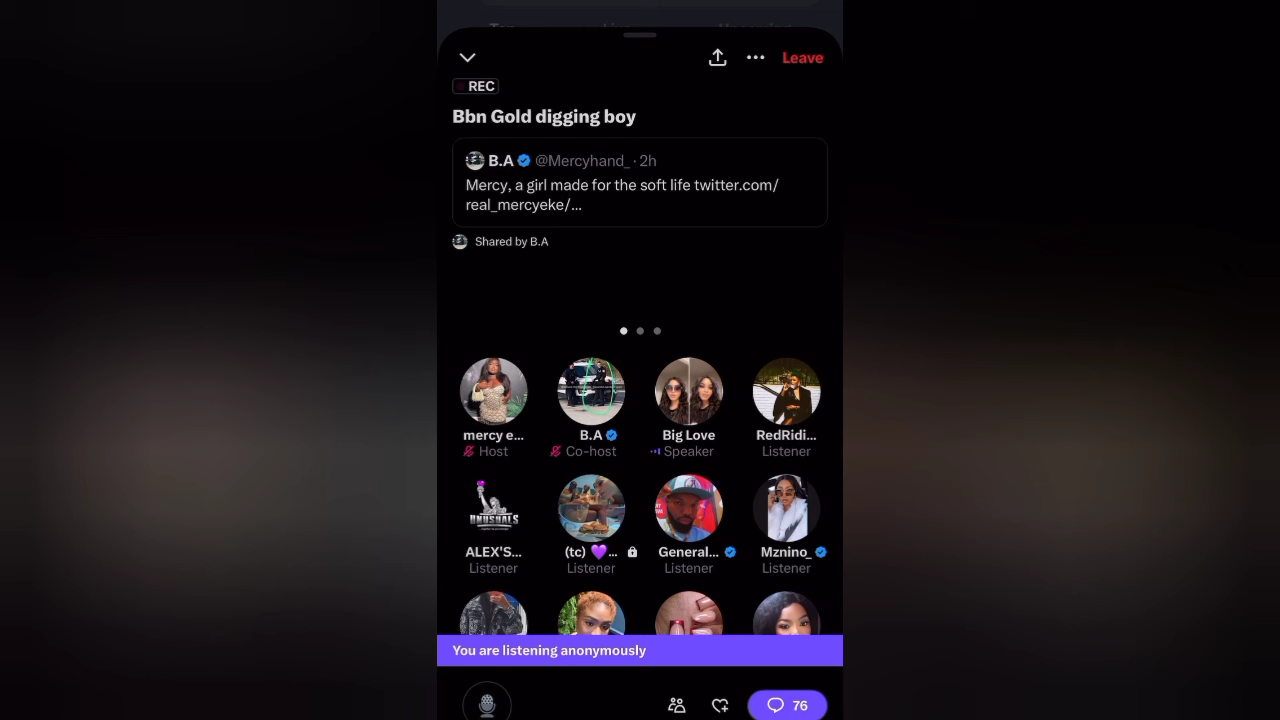 Leave
REC
Bbn Gold digging boy
B.A @Mercyhand_ · 2h
Mercy, a girl made for the soft life twitter.com/
real_mercyeke/...
Shared by B.A
mercy e... B.A Big Love RedRidi...
Host Co-host Speaker Listener
UNUSUALS
ALEX'S... (tc) 💜... General... Mznino_
Listener Listener Listener Listener
You are listening anonymously
76